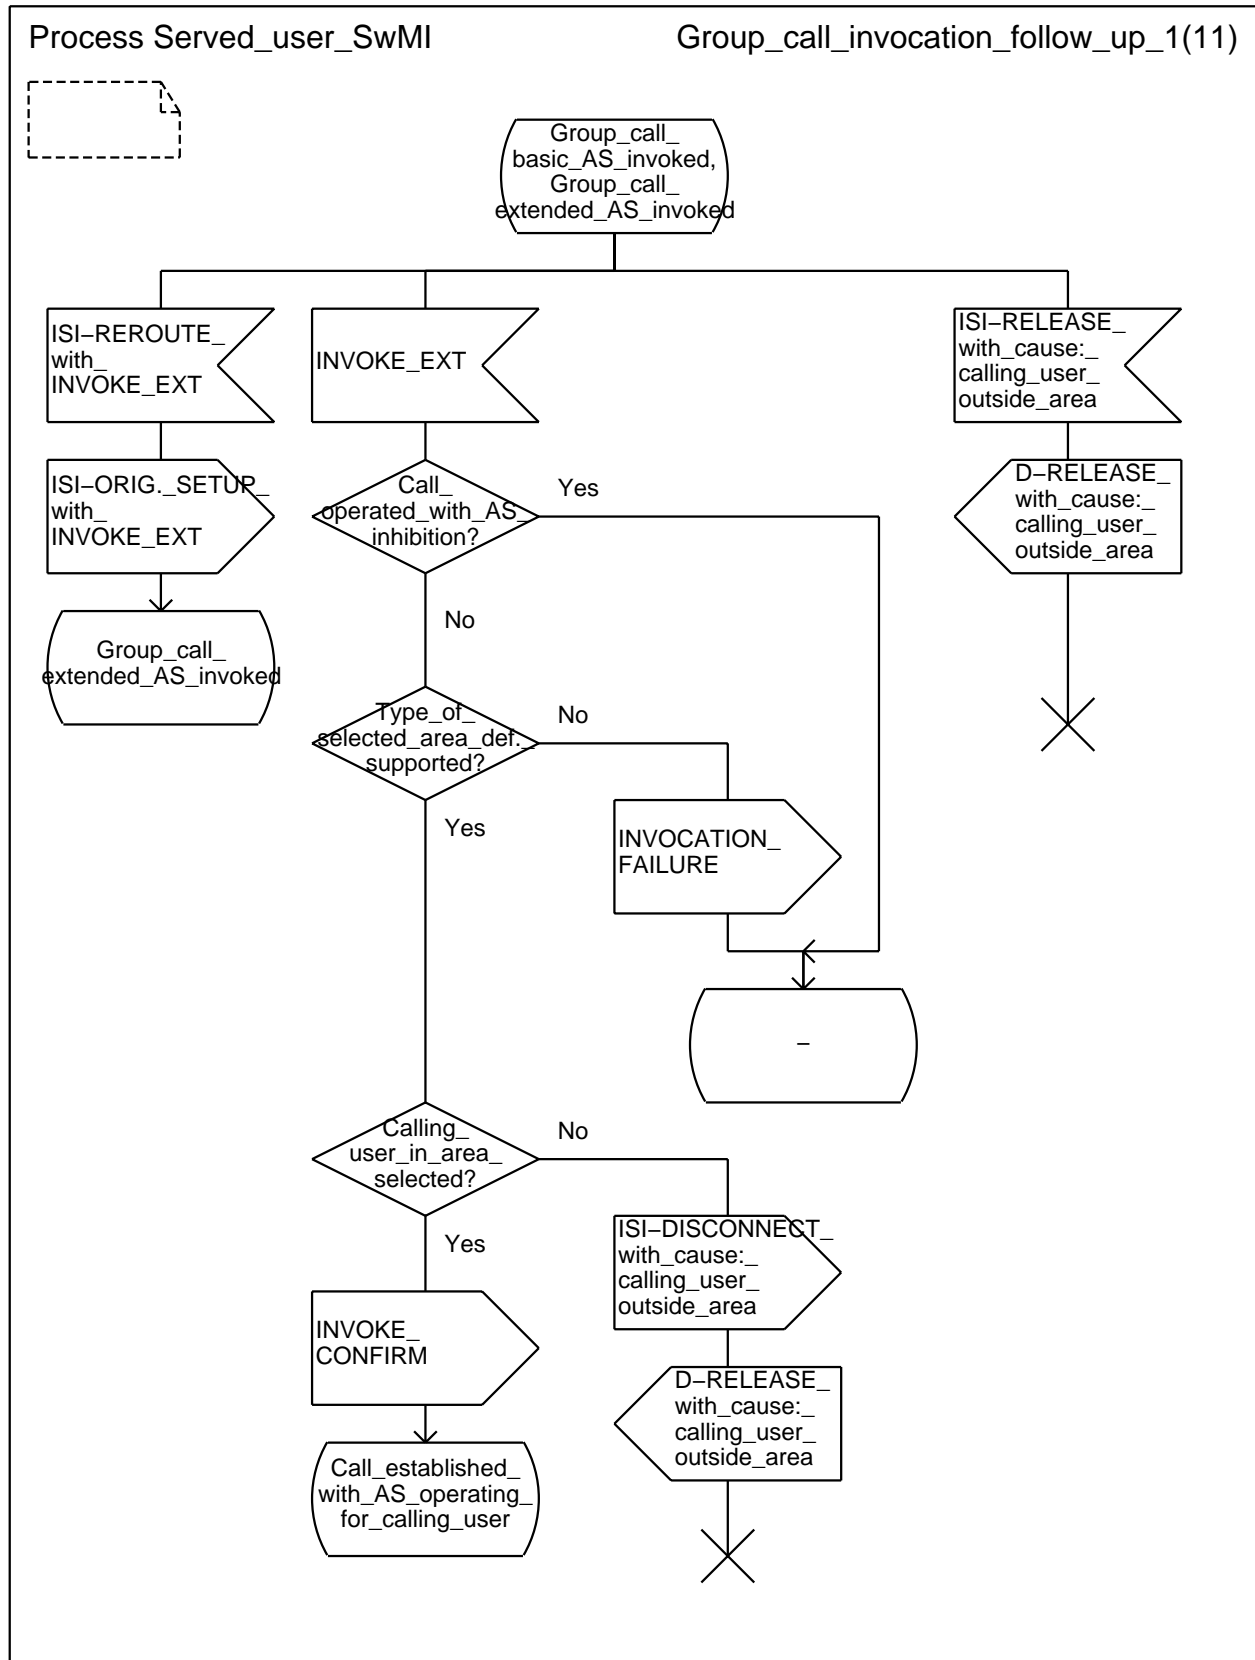 Process Served_user_SwMI
Group_call_invocation_follow_up_1(11)
Group_call_
basic_AS_invoked,
Group_call_
extended_AS_invoked
ISI−REROUTE_
with_
INVOKE_EXT
INVOKE_EXT
ISI−RELEASE_
with_cause:_
calling_user_
outside_area
ISI−ORIG._SETUP_
with_
INVOKE_EXT
Call_
operated_with_AS_
inhibition?
Yes
D−RELEASE_
with_cause:_
calling_user_
outside_area
No
Group_call_
extended_AS_invoked
Type_of_
selected_area_def._
supported?
No
Yes
INVOCATION_
FAILURE
−
Calling_
user_in_area_
selected?
No
Yes
ISI−DISCONNECT_
with_cause:_
calling_user_
outside_area
INVOKE_
CONFIRM
D−RELEASE_
with_cause:_
calling_user_
outside_area
Call_established_
with_AS_operating_
for_calling_user